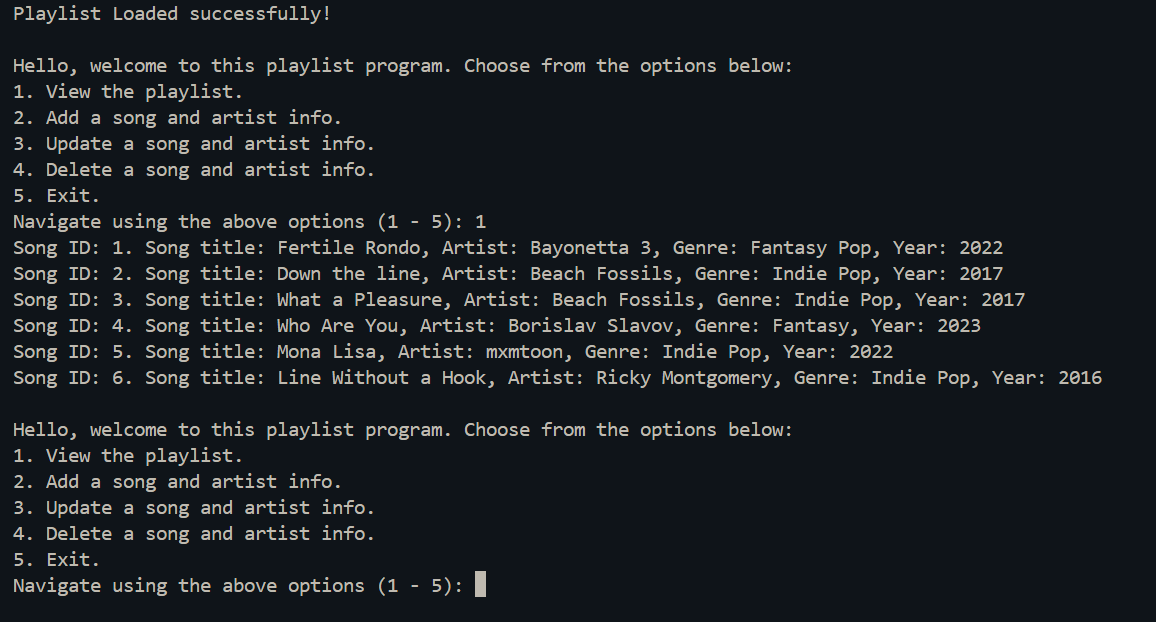 Playlist Loaded successfully!
Hello, welcome to this playlist program. Choose from the options below:
1. View the playlist.
2. Add a song and artist info.
3. Update a song and artist info.
4. Delete a song and artist info.
5. Exit.
Navigate using the above options (1 - 5): 1
Song ID: 1. Song title: Fertile Rondo, Artist: Bayonetta 3, Genre: Fantasy Pop, Year: 2022
Song ID: 2. Song title: Down the line, Artist: Beach Fossils, Genre: Indie Pop, Year: 2017
Song ID: 3. Song title: What a Pleasure, Artist: Beach Fossils, Genre: Indie Pop, Year: 2017
Song ID: 4. Song title: Who Are You, Artist: Borislav Slavov, Genre: Fantasy, Year: 2023
Song ID: 5. Song title: Mona Lisa, Artist: mxmtoon, Genre: Indie Pop, Year: 2022
Song ID: 6. Song title: Line Without a Hook, Artist: Ricky Montgomery, Genre: Indie Pop, Year: 2016
Hello, welcome to this playlist program. Choose from the options below:
1. View the playlist.
2. Add a song and artist info.
3. Update a song and artist info.
4. Delete a song and artist info.
5. Exit.
Navigate using the above options (1 - 5):